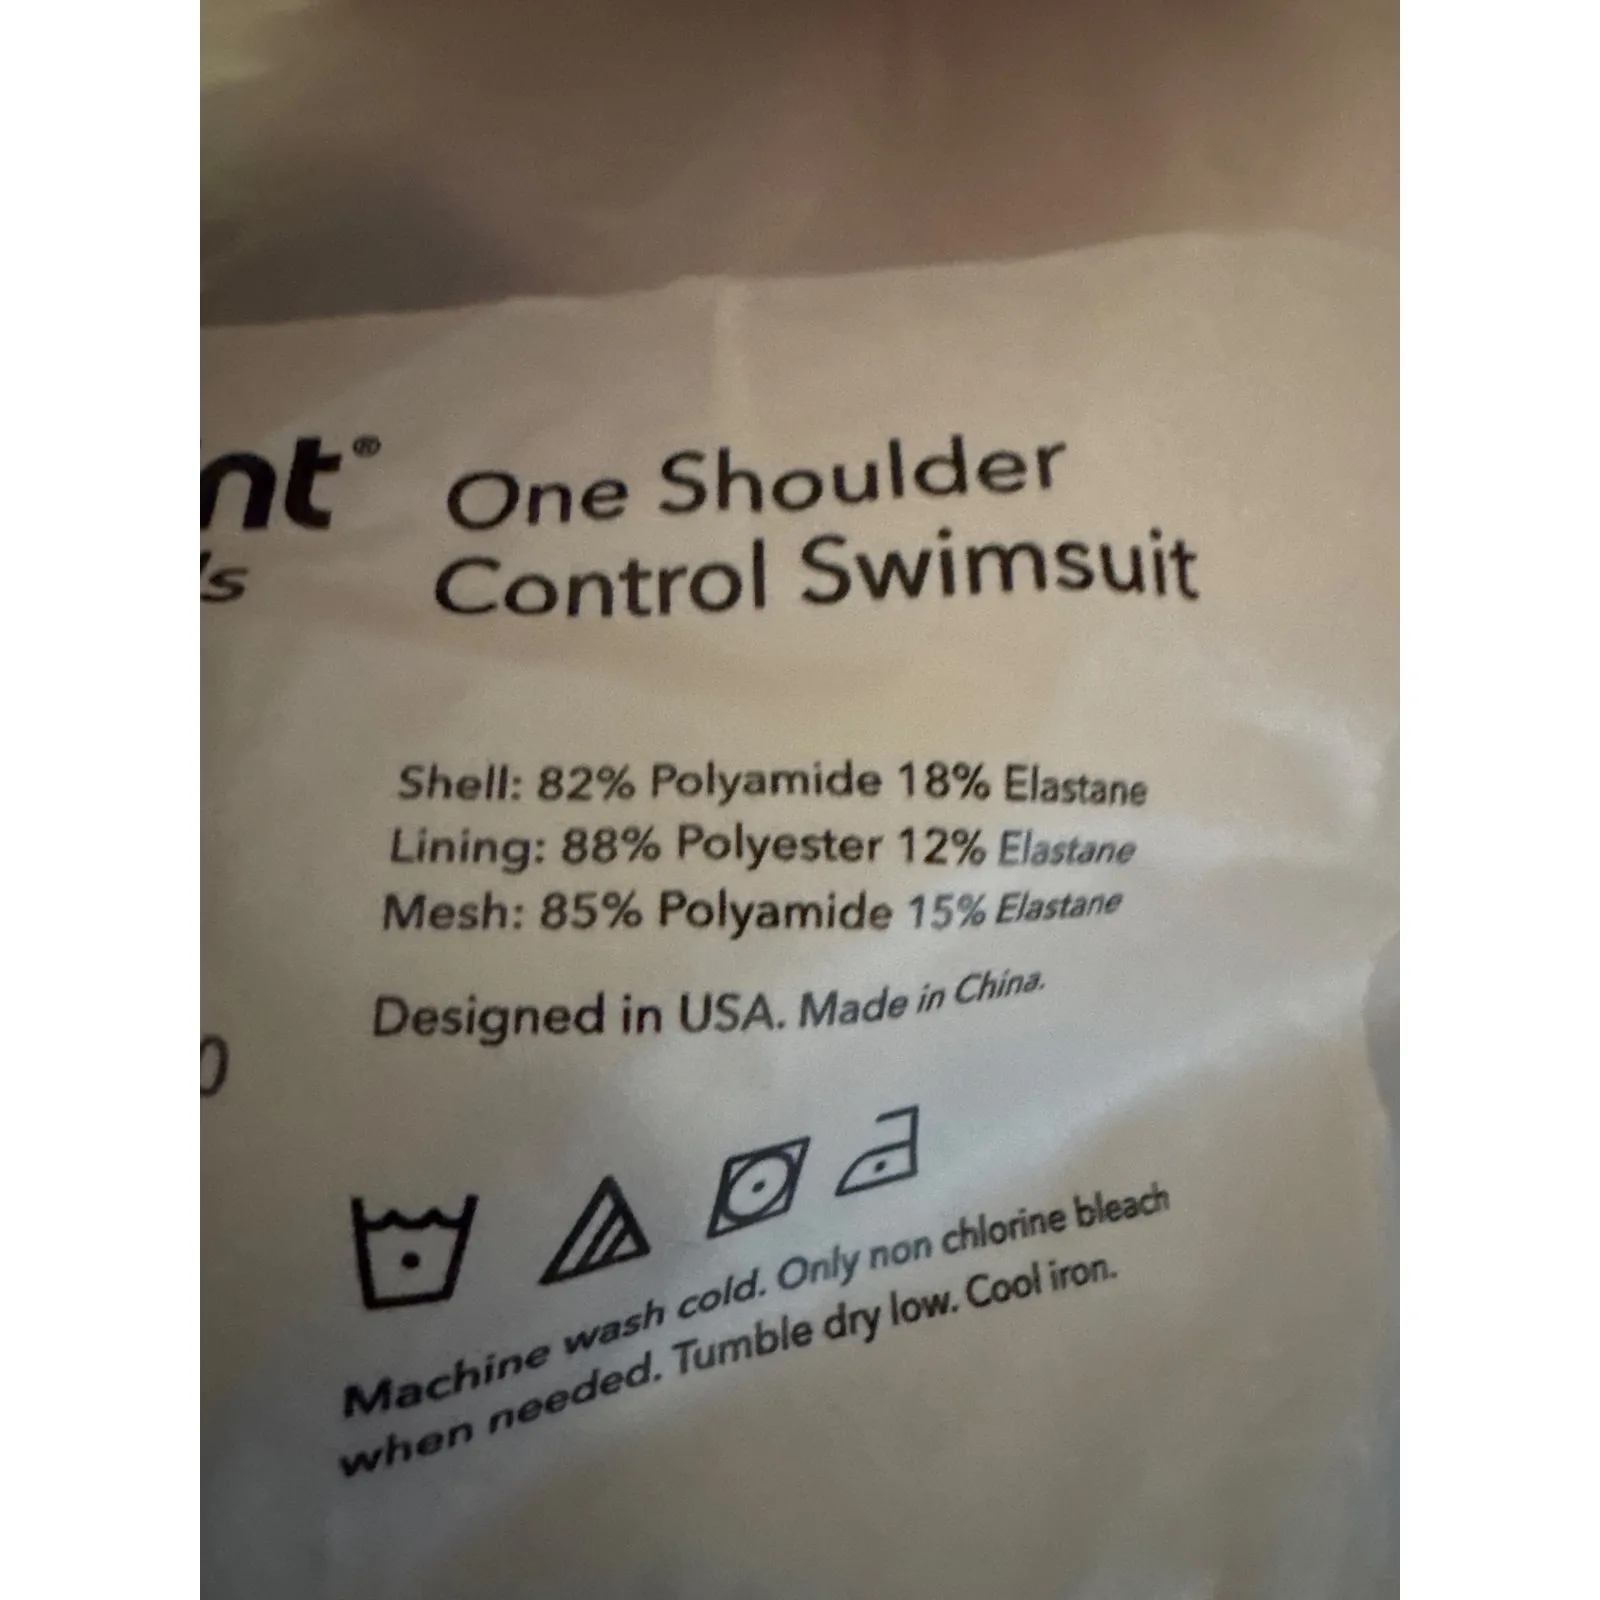 nt® One Shoulder
's Control Swimsuit
Shell: 82% Polyamide 18% Elastane
Lining: 88% Polyester 12% Elastane
Mesh: 85% Polyamide 15% Elastane
Designed in USA. Made in China.
0
Machine wash cold. Only non chlorine bleach
when needed. Tumble dry low. Cool iron.